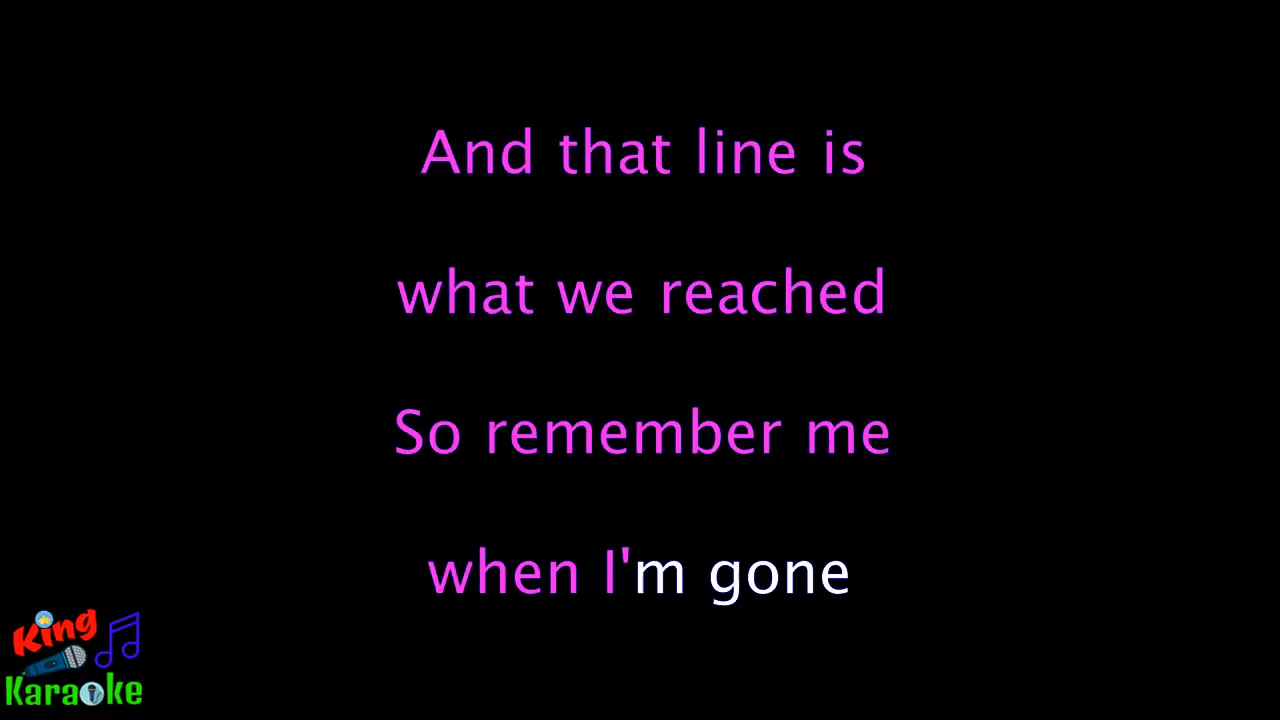 And that line is
what we reached
So remember me
when I'm gone
King
Karaoke